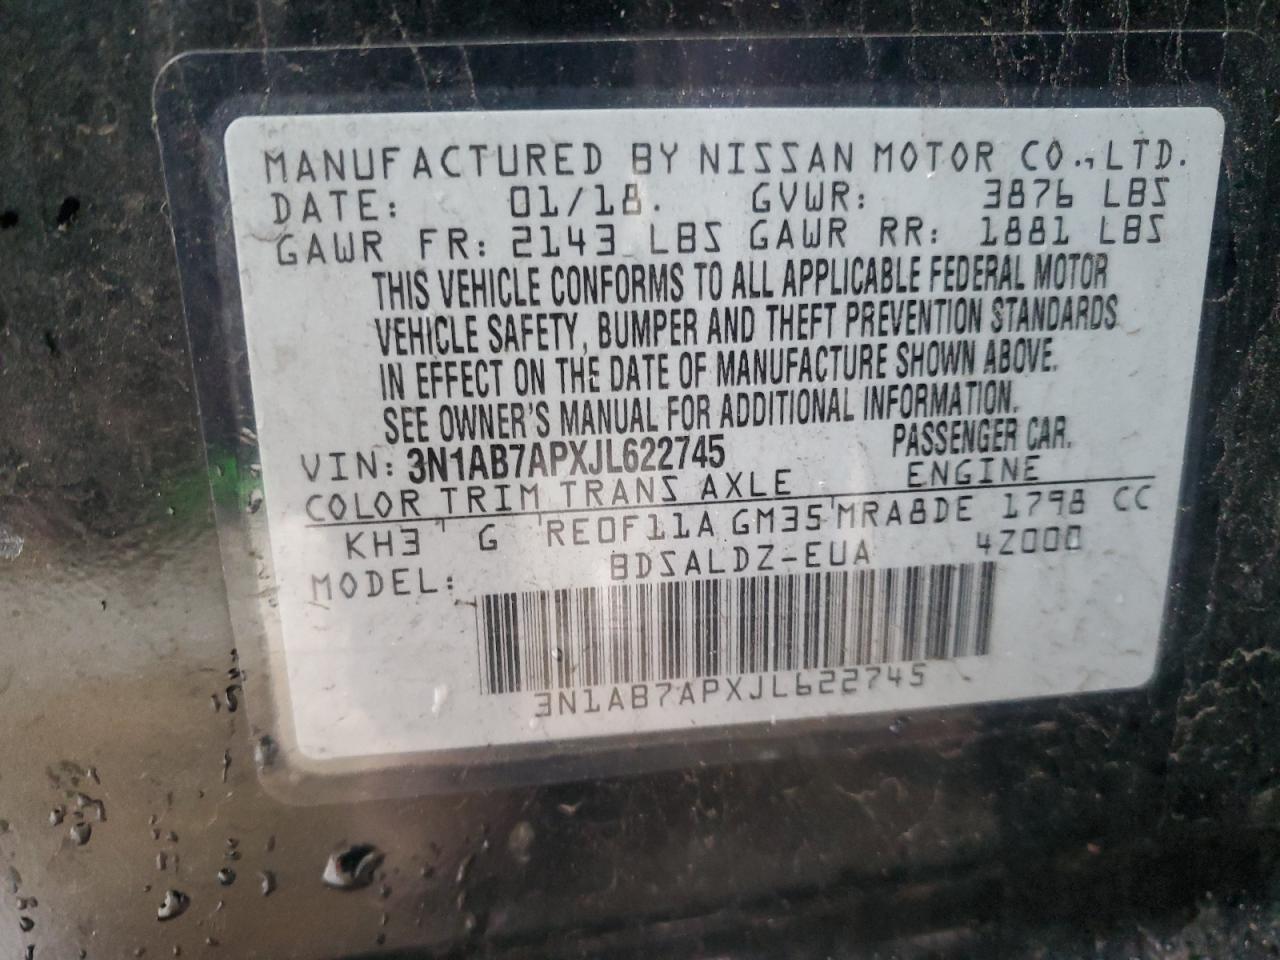 MANUFACTURED BY NISSAN MOTOR CO., LTD.
DATE: 01/18. GVWR: 3876 LBS
GAWR FR: 2143 LBS GAWR RR: 1881 LBS
THIS VEHICLE CONFORMS TO ALL APPLICABLE FEDERAL MOTOR
VEHICLE SAFETY, BUMPER AND THEFT PREVENTION STANDARDS
IN EFFECT ON THE DATE OF MANUFACTURE SHOWN ABOVE.
SEE OWNER'S MANUAL FOR ADDITIONAL INFORMATION.
VIN: 3N1AB7APXJL622745 PASSENGER CAR.
COLOR TRIM TRANS AXLE ENGINE
KH3 G RE0F11A GM35 MRA8DE 1798 CC
MODEL: BDSALDZ-EUA 4Z000
3N1AB7APXJL622745